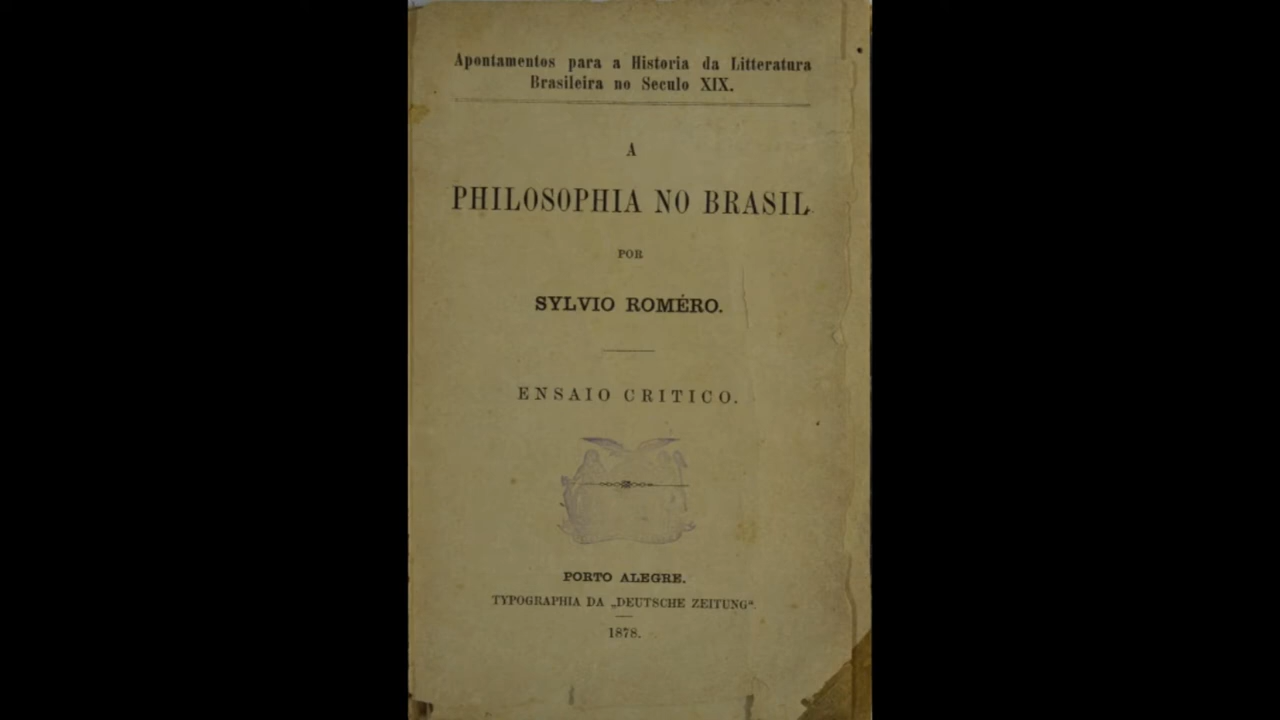 Apontamentos para a Historia da Litteratura
Brasileira no Seculo XIX.
A
PHILOSOPHIA NO BRASIL
POR
SYLVIO ROMÉRO.
ENSAIO CRITICO.
PORTO ALEGRE.
TYPOGRAPHIA DA „DEUTSCHE ZEITUNG“.
1878.